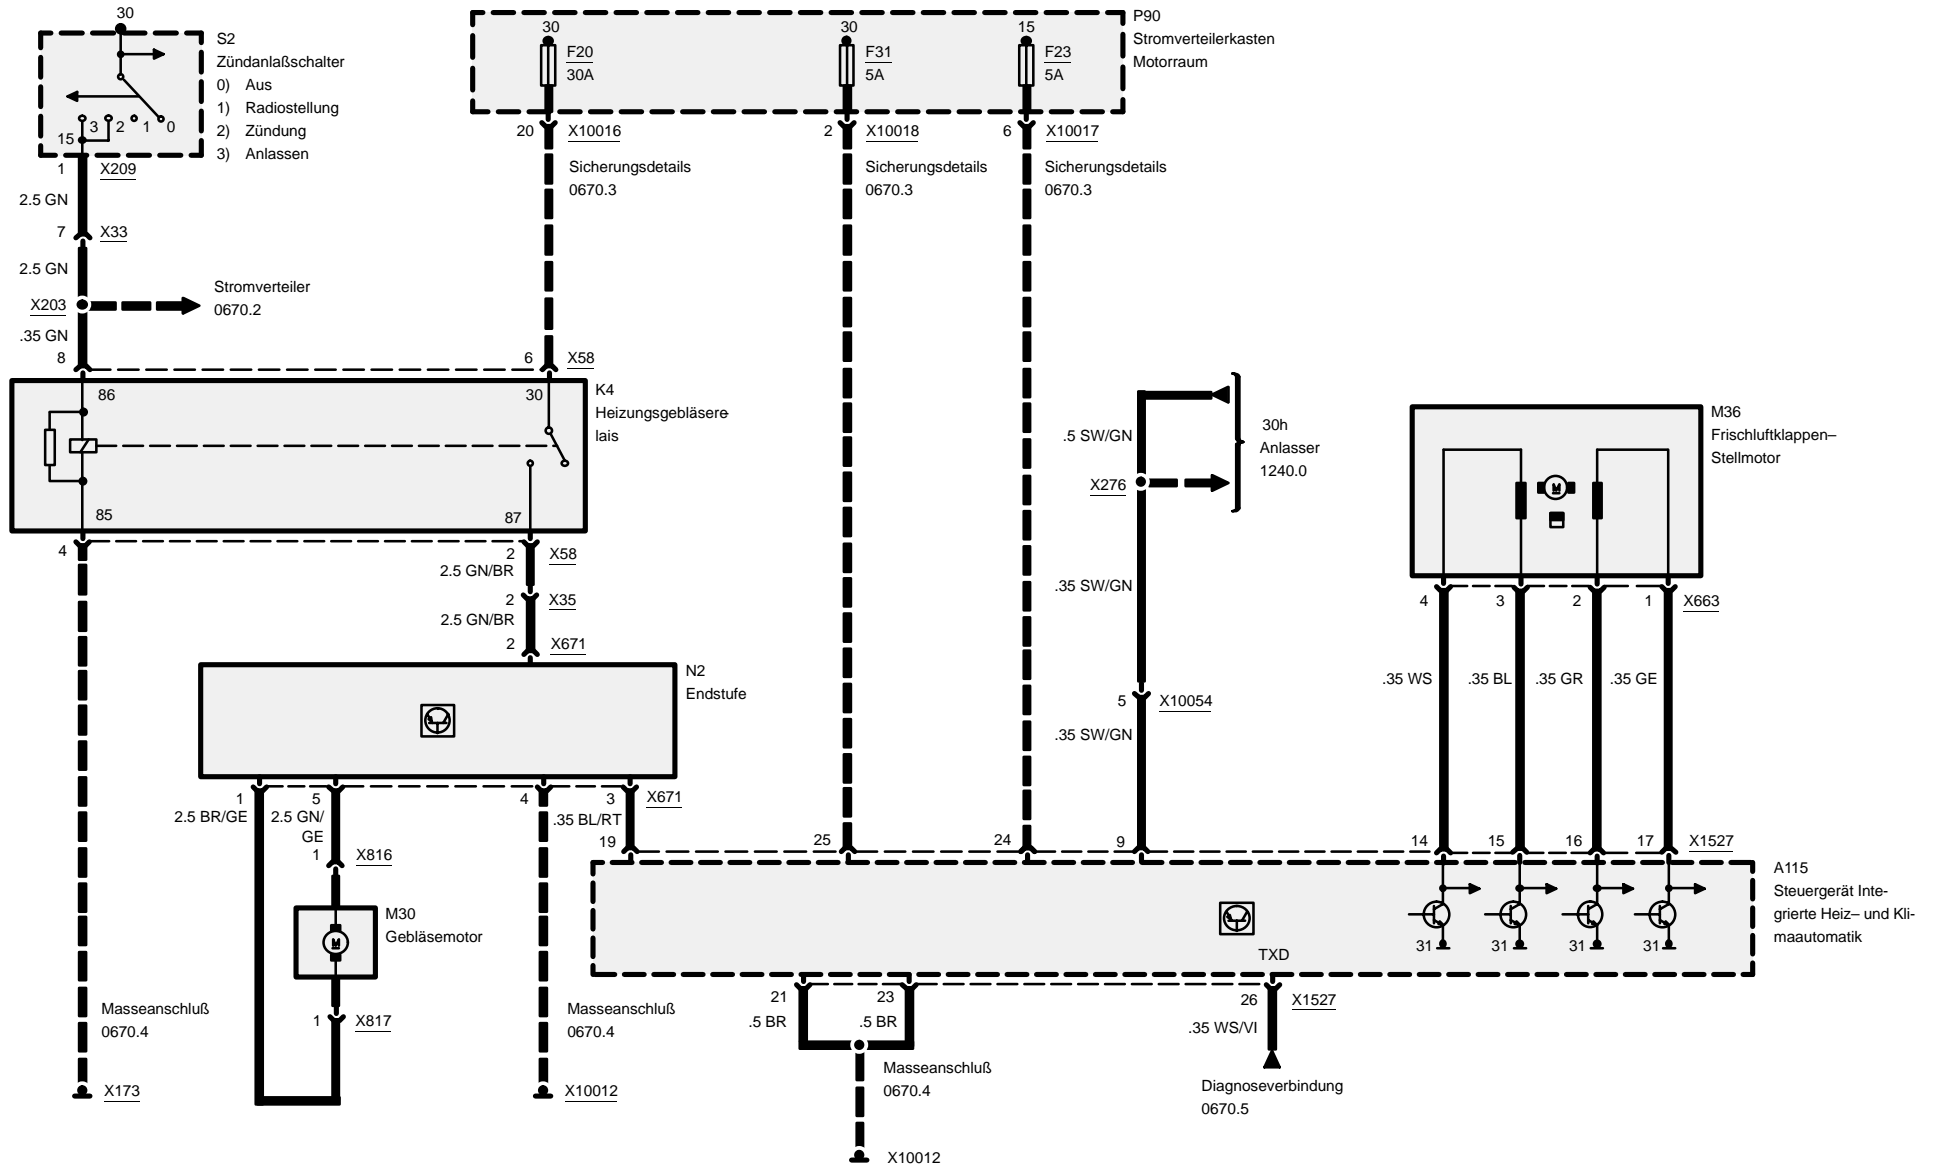 30
S2
Zündanlaßschalter
0) Aus
1) Radiostellung
2) Zündung
3) Anlassen
3 2 1 0
15
1 X209
2.5 GN
7 X33
2.5 GN
X203
Stromverteiler
0670.2
.35 GN
8
P90
Stromverteilerkasten
Motorraum
30
F20
30A
30
F31
5A
15
F23
5A
20 X10016
2 X10018
6 X10017
Sicherungsdetails
0670.3
Sicherungsdetails
0670.3
Sicherungsdetails
0670.3
6 X58
K4
Heizungsgebläsere-
lais
86
30
85
87
4
2 X58
2.5 GN/BR
2 X35
2.5 GN/BR
2 X671
30h
Anlasser
1240.0
.5 SW/GN
X276
.35 SW/GN
5 X10054
.35 SW/GN
M36
Frischluftklappen–
Stellmotor
M
4 3 2 1 X663
.35 WS .35 BL .35 GR .35 GE
N2
Endstufe
1 5 4 3 X671
2.5 BR/GE
2.5 GN/
GE
.35 BL/RT
1 X816
M30
Gebläsemotor
M
1 X817
Masseanschluß
0670.4
X173
Masseanschluß
0670.4
X10012
19 25 24 9 14 15 16 17 X1527
A115
Steuergerät Inte-
grierte Heiz– und Kli-
maautomatik
31 31 31 31
TXD
21 23 26 X1527
.5 BR .5 BR .35 WS/VI
Masseanschluß
0670.4
X10012
Diagnoseverbindung
0670.5